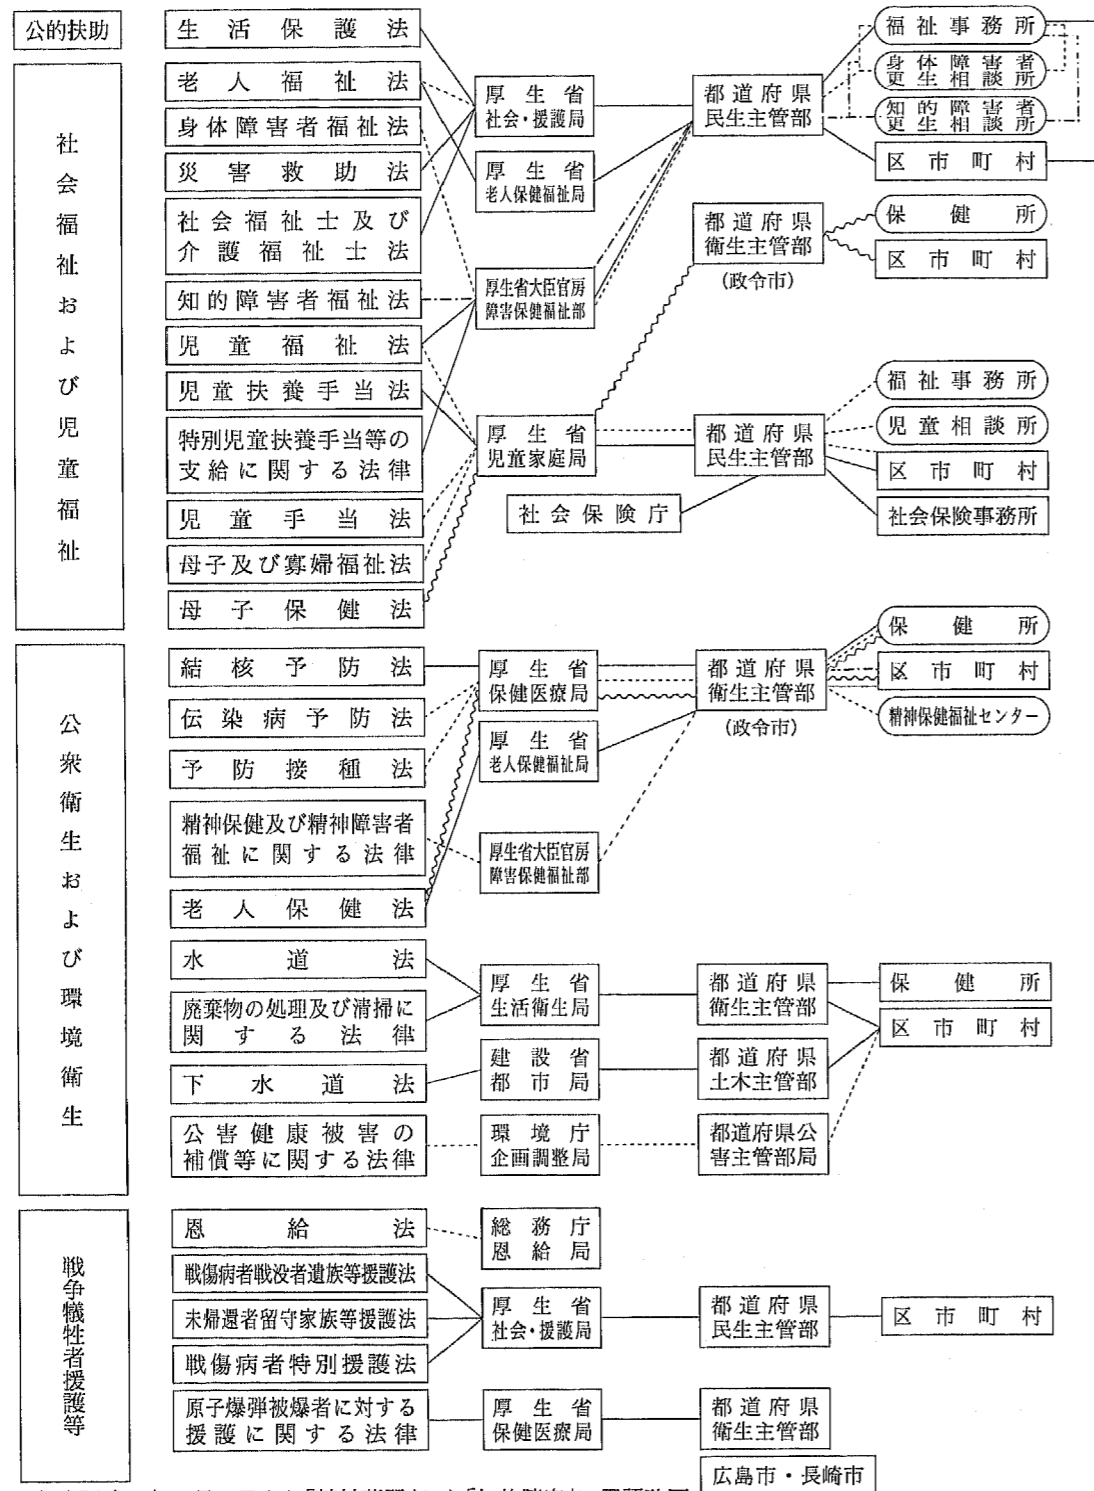 公的扶助
生活保護法
社会福祉および児童福祉
老人福祉法
身体障害者福祉法
災害救助法
社会福祉士及び
介護福祉士法
知的障害者福祉法
児童福祉法
児童扶養手当法
特別児童扶養手当等の
支給に関する法律
児童手当法
母子及び寡婦福祉法
母子保健法
厚生省
社会・援護局
厚生省
老人保健福祉局
厚生省大臣官房
障害保健福祉部
厚生省
児童家庭局
社会保険庁
都道府県
民生主管部
都道府県
衛生主管部
(政令市)
都道府県
民生主管部
福祉事務所
身体障害者
更生相談所
知的障害者
更生相談所
区市町村
保健所
区市町村
福祉事務所
児童相談所
区市町村
社会保険事務所
公衆衛生および環境衛生
結核予防法
伝染病予防法
予防接種法
精神保健及び精神障害者
福祉に関する法律
老人保健法
水道法
廃棄物の処理及び清掃に
関する法律
下水道法
公害健康被害の
補償等に関する法律
厚生省
保健医療局
厚生省
老人保健福祉局
厚生省大臣官房
障害保健福祉部
厚生省
生活衛生局
建設省
都市局
環境庁
企画調整局
都道府県
衛生主管部
(政令市)
都道府県
衛生主管部
都道府県
土木主管部
都道府県公
害主管部局
保健所
区市町村
精神保健福祉センター
保健所
区市町村
戦争犠牲者援護等
恩給法
戦傷病者戦没者遺族等援護法
未帰還者留守家族等援護法
戦傷病者特別援護法
原子爆弾被爆者に対する
援護に関する法律
総務庁
恩給局
厚生省
社会・援護局
厚生省
保健医療局
都道府県
民生主管部
都道府県
衛生主管部
広島市・長崎市
区市町村